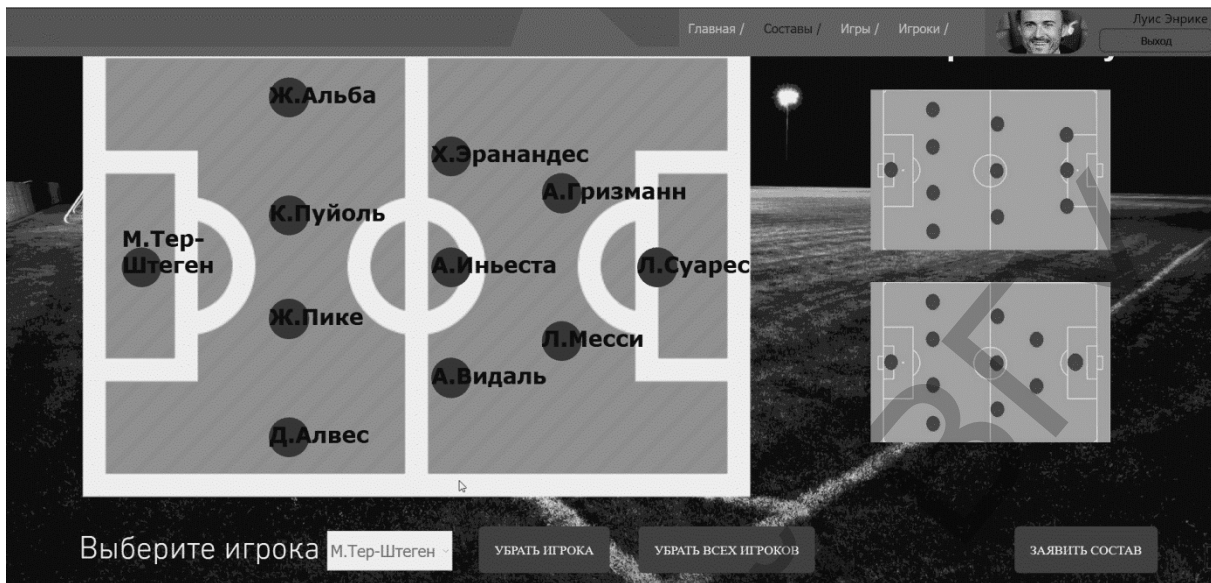 Главная / Составы / Игры / Игроки /
Луис Энрике
Выход
Ж.Альба
Х.Эранандес
А.Гризманн
К.Пуйоль
М.Тер-
Штеген
А.Иньеста
Л.Суарес
Ж.Пике
Л.Месси
А.Видаль
Д.Алвес
Выберите игрока
М.Тер-Штеген
УБРАТЬ ИГРОКА
УБРАТЬ ВСЕХ ИГРОКОВ
ЗАЯВИТЬ СОСТАВ